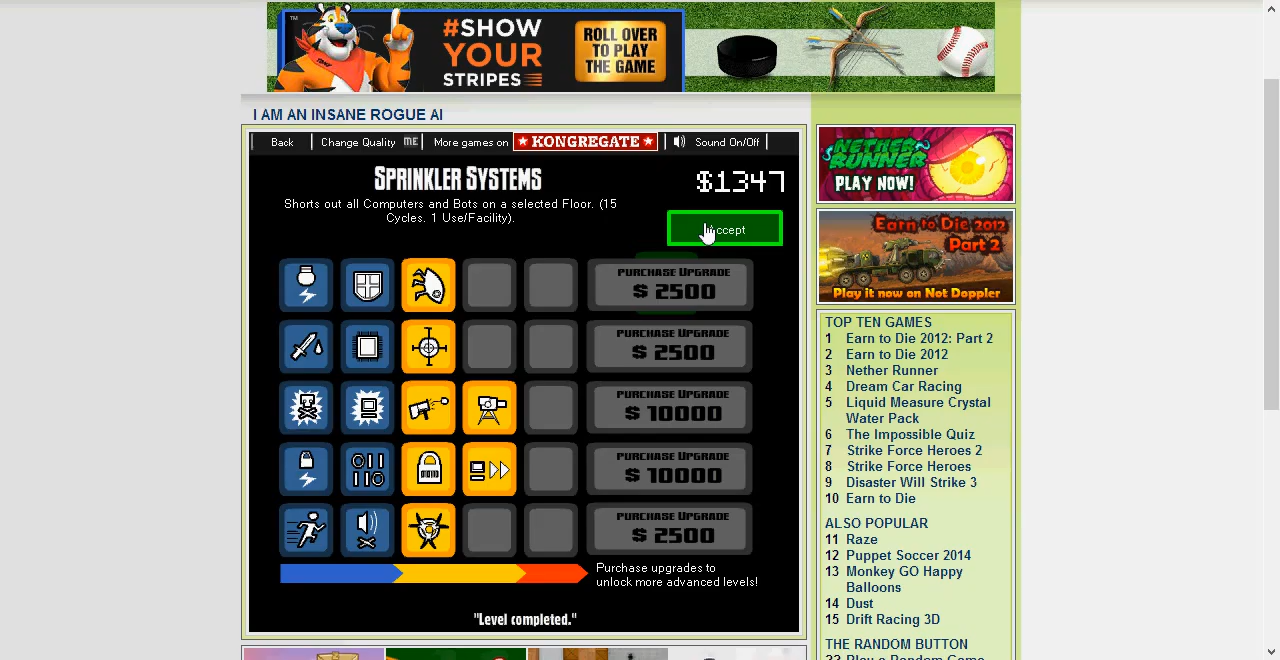 ™
#SHOW
YOUR
STRIPES
ROLL OVER
TO PLAY
THE GAME
I AM AN INSANE ROGUE AI
Back
Change Quality
ME
More games on
KONGREGATE
Sound On/Off
SPRINKLER SYSTEMS
$1347
Shorts out all Computers and Bots on a selected Floor. (15
Cycles. 1 Use/Facility).
PURCHASE UPGRADE
$ 2500
PURCHASE UPGRADE
$ 2500
PURCHASE UPGRADE
$ 10000
PURCHASE UPGRADE
$ 10000
PURCHASE UPGRADE
$ 2500
Purchase upgrades to
unlock more advanced levels!
"Level completed."
NETHER
RUNNER
PLAY NOW!
Earn to Die 2012
Part 2
Play it now on Not Doppler
TOP TEN GAMES
1 Earn to Die 2012: Part 2
2 Earn to Die 2012
3 Nether Runner
4 Dream Car Racing
5 Liquid Measure Crystal
Water Pack
6 The Impossible Quiz
7 Strike Force Heroes 2
8 Strike Force Heroes
9 Disaster Will Strike 3
10 Earn to Die
ALSO POPULAR
11 Raze
12 Puppet Soccer 2014
13 Monkey GO Happy
Balloons
14 Dust
15 Drift Racing 3D
THE RANDOM BUTTON